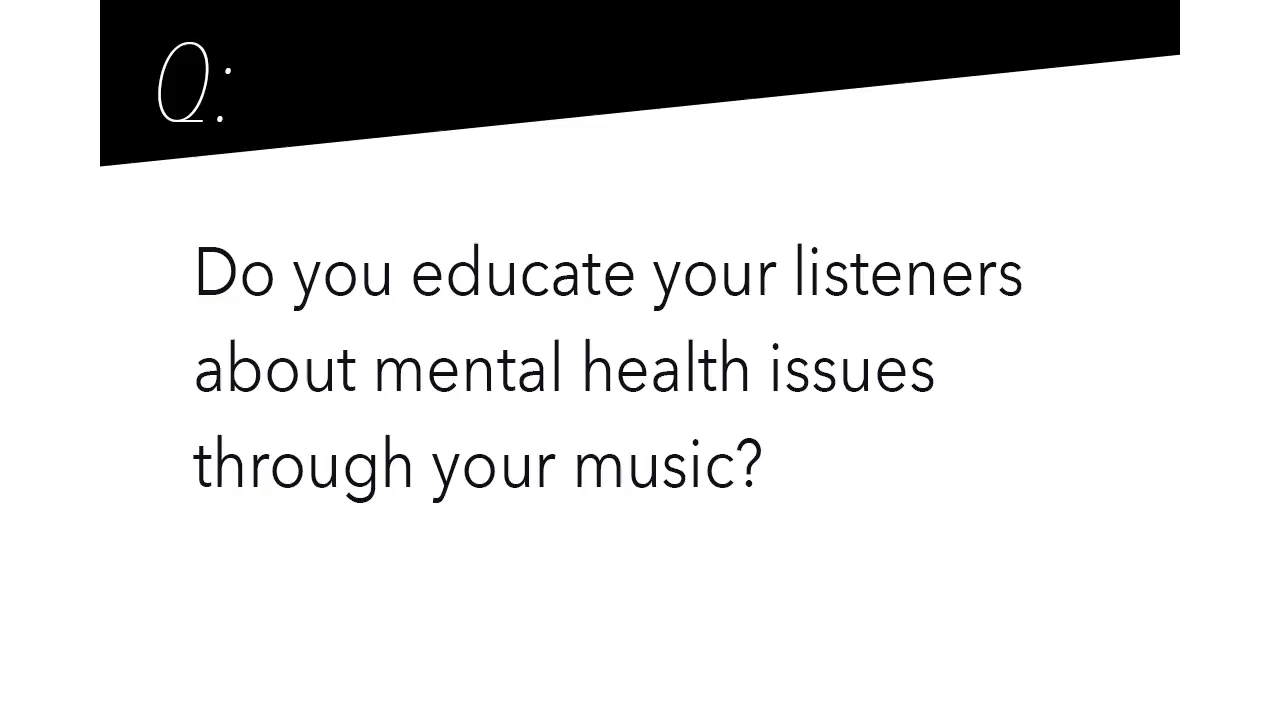 Q:
Do you educate your listeners
about mental health issues
through your music?